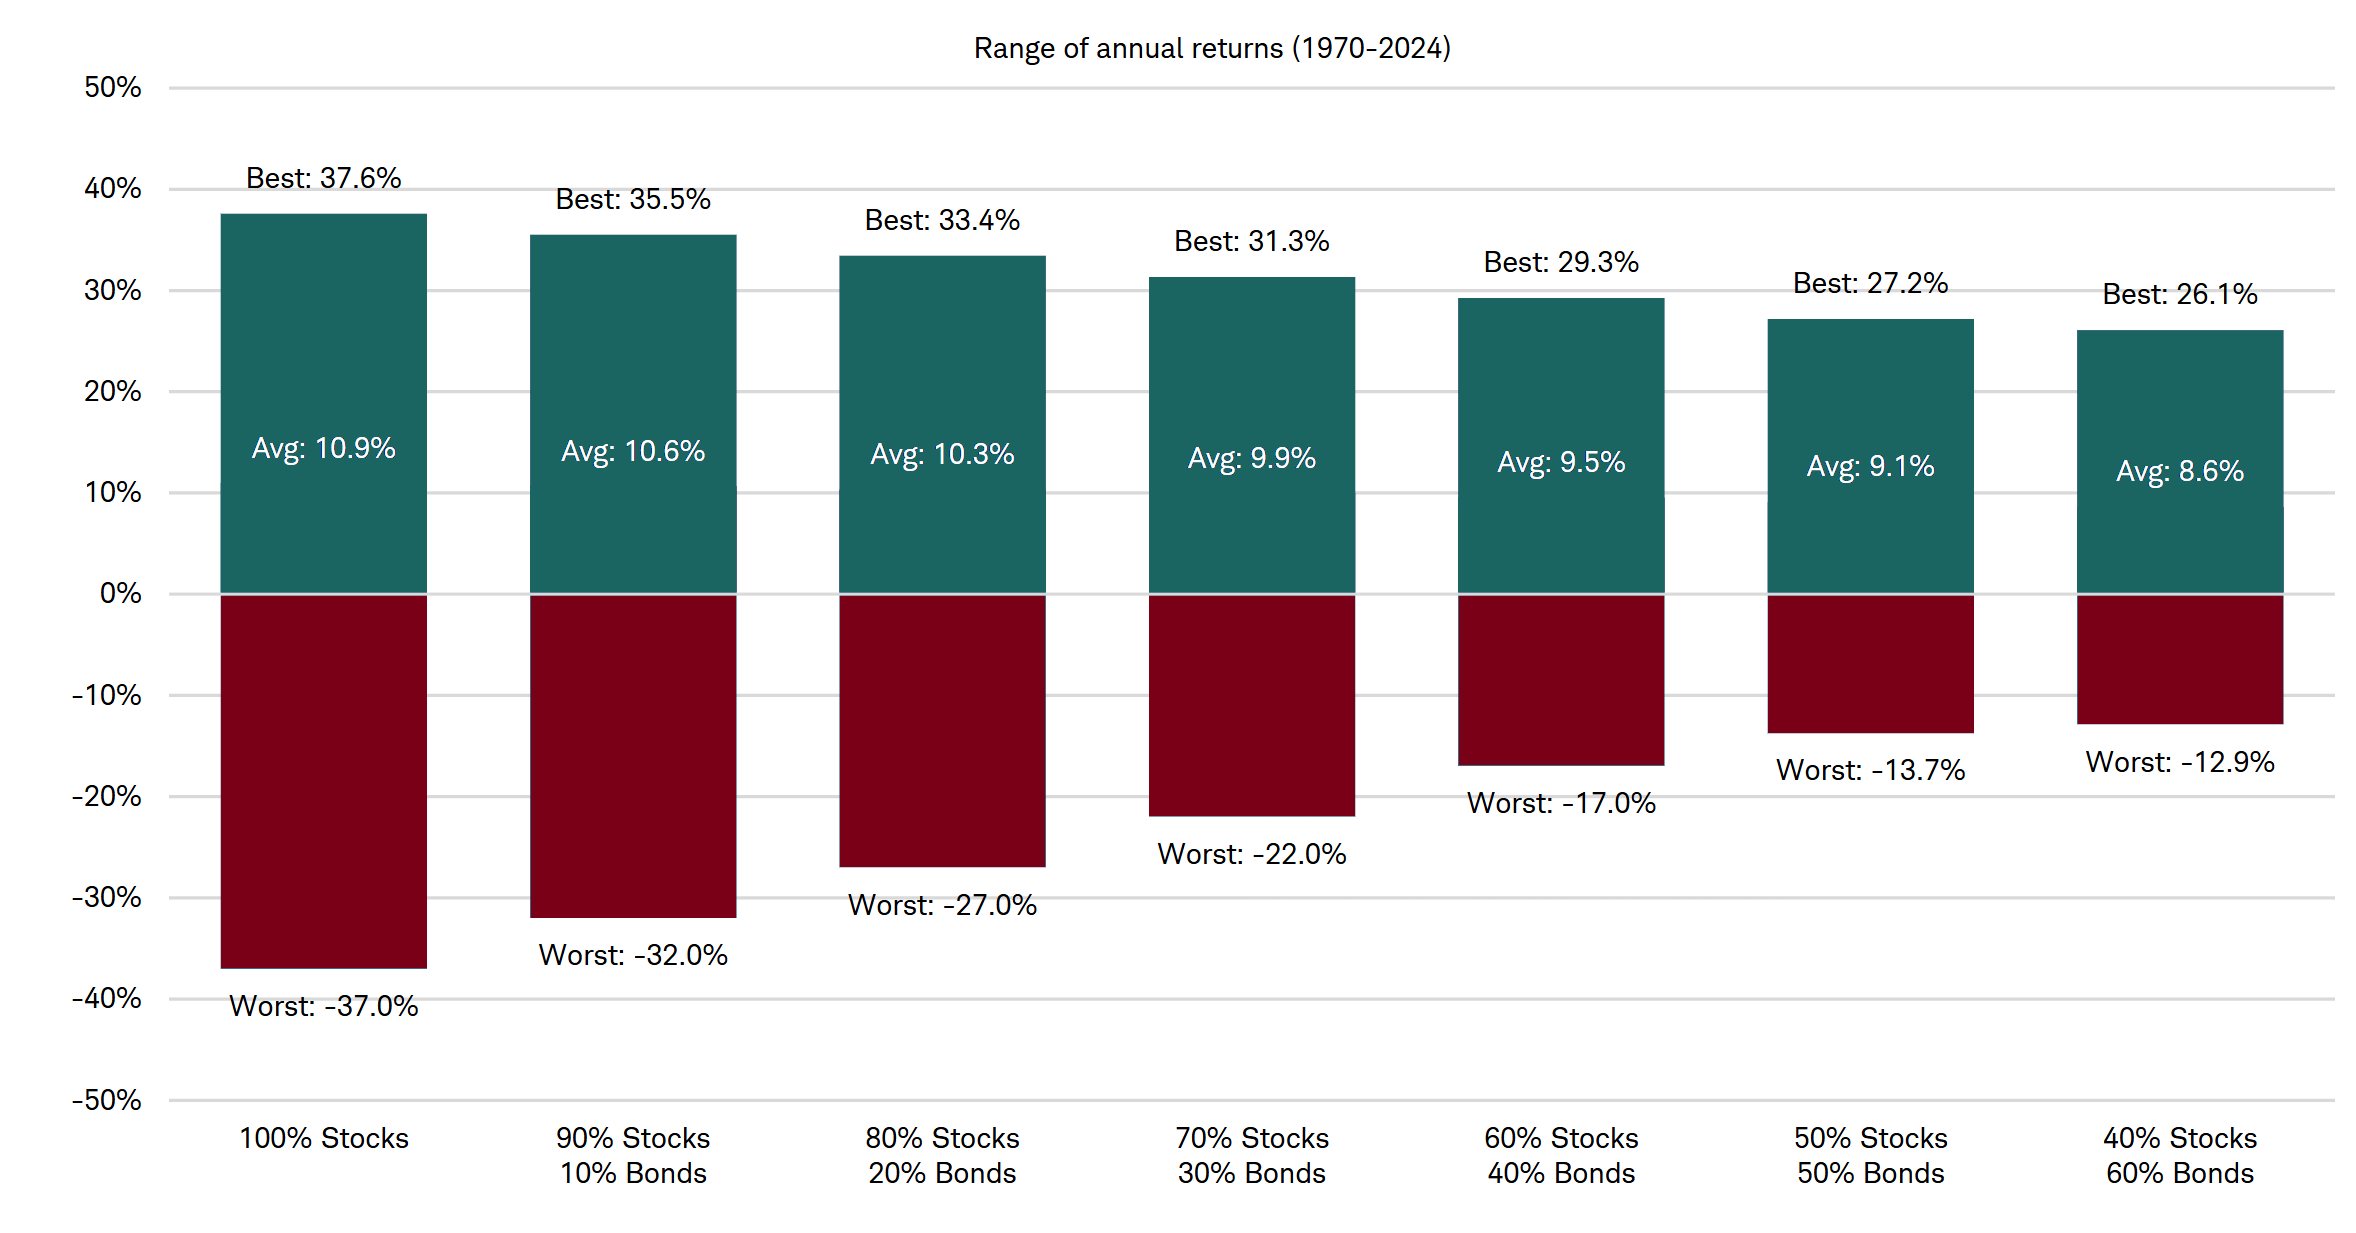 Range of annual returns (1970-2024)
50%
40%
30%
20%
10%
0%
-10%
-20%
-30%
-40%
-50%
Best: 37.6%
Best: 35.5%
Best: 33.4%
Best: 31.3%
Best: 29.3%
Best: 27.2%
Best: 26.1%
Avg: 10.9%
Avg: 10.6%
Avg: 10.3%
Avg: 9.9%
Avg: 9.5%
Avg: 9.1%
Avg: 8.6%
Worst: -37.0%
Worst: -32.0%
Worst: -27.0%
Worst: -22.0%
Worst: -17.0%
Worst: -13.7%
Worst: -12.9%
100% Stocks
90% Stocks
10% Bonds
80% Stocks
20% Bonds
70% Stocks
30% Bonds
60% Stocks
40% Bonds
50% Stocks
50% Bonds
40% Stocks
60% Bonds